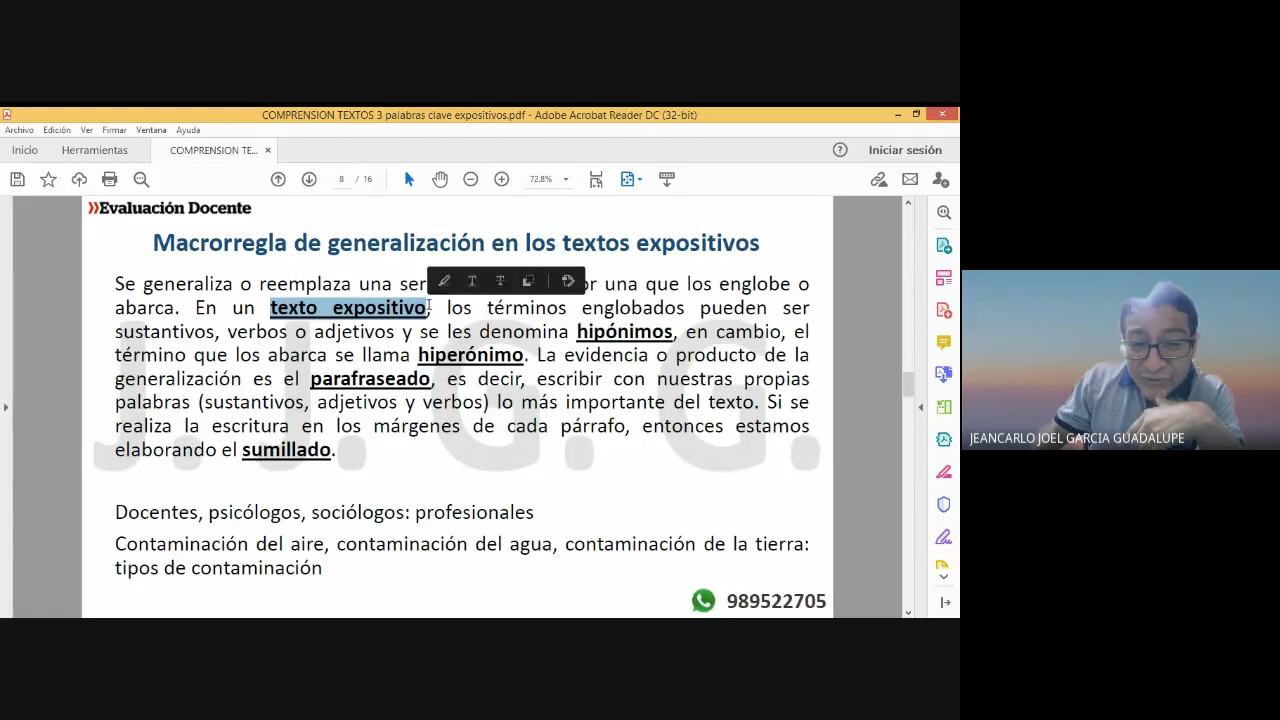 COMPRENSION TEXTOS 3 palabras clave expositivos.pdf - Adobe Acrobat Reader DC (32-bit)
Archivo Edición Ver Firmar Ventana Ayuda
Inicio Herramientas COMPRENSION TE... × Iniciar sesión
8 / 16 72.8%
»Evaluación Docente
Macrorregla de generalización en los textos expositivos
Se generaliza o reemplaza una ser or una que los englobe o
abarca. En un texto expositivo, los términos englobados pueden ser
sustantivos, verbos o adjetivos y se les denomina hipónimos, en cambio, el
término que los abarca se llama hiperónimo. La evidencia o producto de la
generalización es el parafraseado, es decir, escribir con nuestras propias
palabras (sustantivos, adjetivos y verbos) lo más importante del texto. Si se
realiza la escritura en los márgenes de cada párrafo, entonces estamos
elaborando el sumillado.
J. J. G. G.
Docentes, psicólogos, sociólogos: profesionales
Contaminación del aire, contaminación del agua, contaminación de la tierra:
tipos de contaminación
989522705
JEANCARLO JOEL GARCIA GUADALUPE